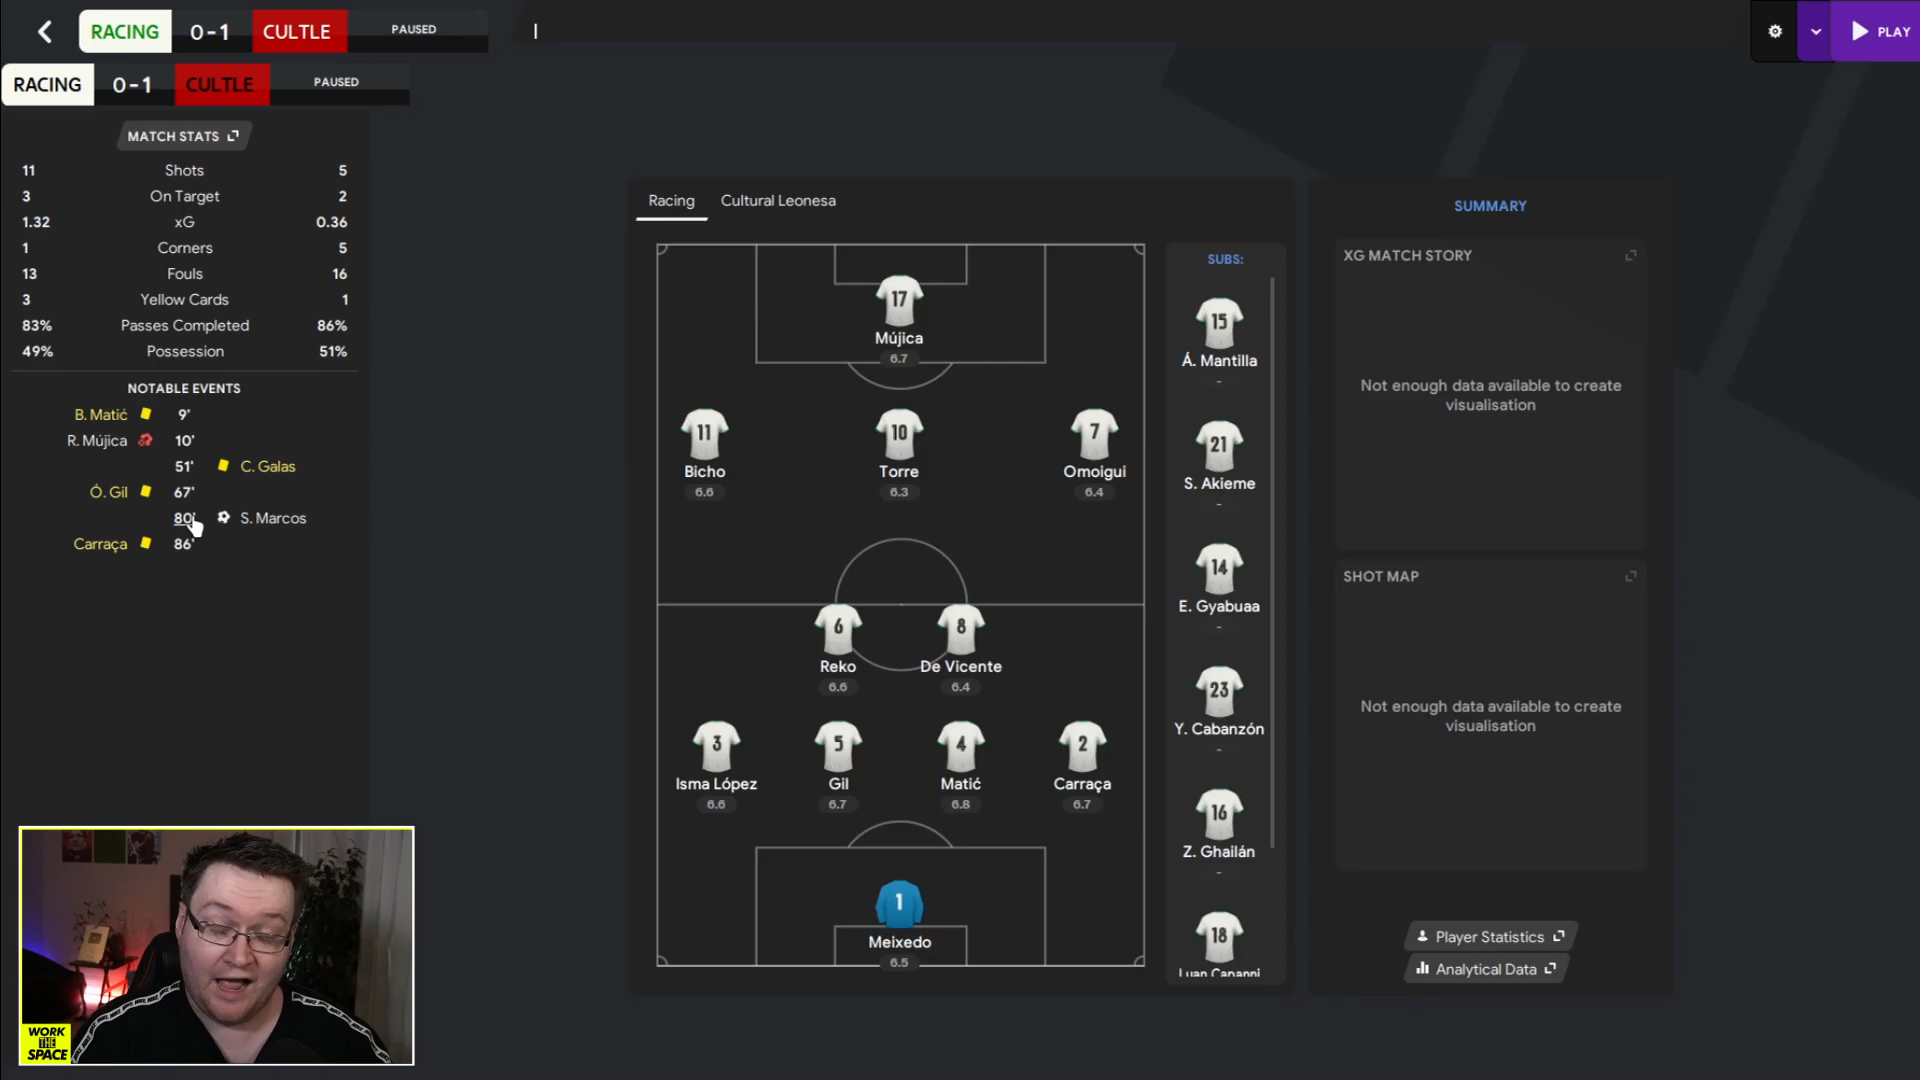 RACING 0-1 CULTLE PAUSED
PLAY
RACING 0-1 CULTLE PAUSED
MATCH STATS
11 Shots 5
3 On Target 2
1.32 xG 0.36
1 Corners 5
13 Fouls 16
3 Yellow Cards 1
83% Passes Completed 86%
49% Possession 51%
NOTABLE EVENTS
B. Matić 9'
R. Mújica 10'
51' C. Galas
Ó. Gil 67'
80' S. Marcos
Carraça 86'
Racing Cultural Leonesa
17
Mújica
6.7
11 10 7
Bicho Torre Omoigui
6.6 6.3 6.4
6 8
Reko De Vicente
6.6 6.4
3 5 4 2
Isma López Gil Matić Carraça
6.6 6.7 6.8 6.7
1
Meixedo
6.5
SUBS:
15
Á. Mantilla
-
21
S. Akieme
-
14
E. Gyabuaa
-
23
Y. Cabanzón
-
16
Z. Ghailán
-
18
Luan Capanni
SUMMARY
XG MATCH STORY
Not enough data available to create
visualisation
SHOT MAP
Not enough data available to create
visualisation
Player Statistics
Analytical Data
WORK
THE
SPACE